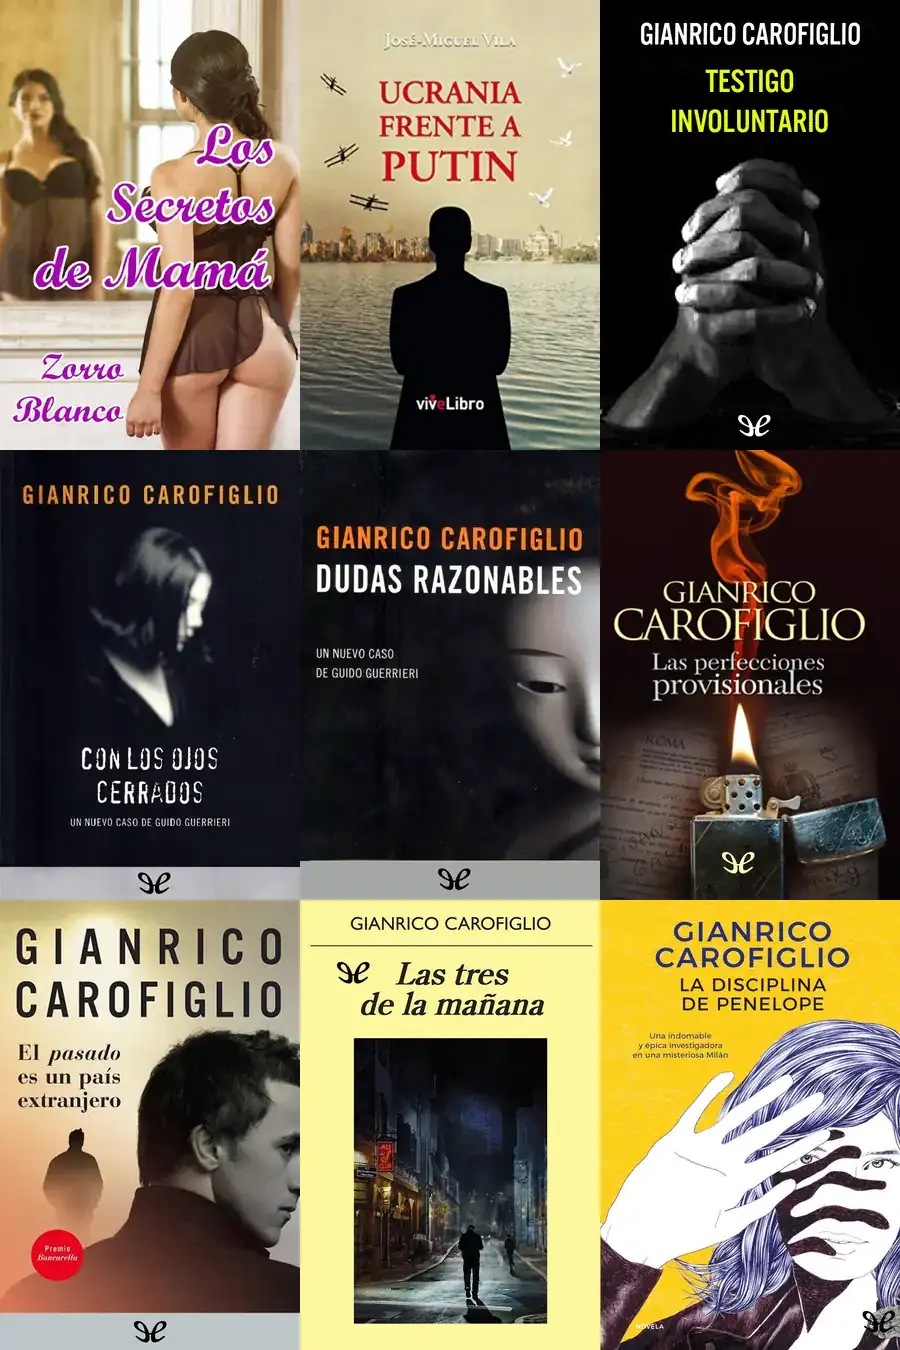 Los
Secretos
de Mamá
Zorro
Blanco
José-Miguel Vila
UCRANIA
FRENTE A
PUTIN
viveLibro
GIANRICO CAROFIGLIO
TESTIGO
INVOLUNTARIO
GIANRICO CAROFIGLIO
CON LOS OJOS
CERRADOS
UN NUEVO CASO DE GUIDO GUERRIERI
GIANRICO CAROFIGLIO
DUDAS RAZONABLES
UN NUEVO CASO
DE GUIDO GUERRIERI
GIANRICO
CAROFIGLIO
Las perfecciones
provisionales
ROMA
GIANRICO
CAROFIGLIO
El pasado
es un país
extranjero
Premio
Bancarella
GIANRICO CAROFIGLIO
Las tres
de la mañana
GIANRICO
CAROFIGLIO
LA DISCIPLINA
DE PENELOPE
Una indomable
y épica investigadora
en una misteriosa Milán
NOVELA